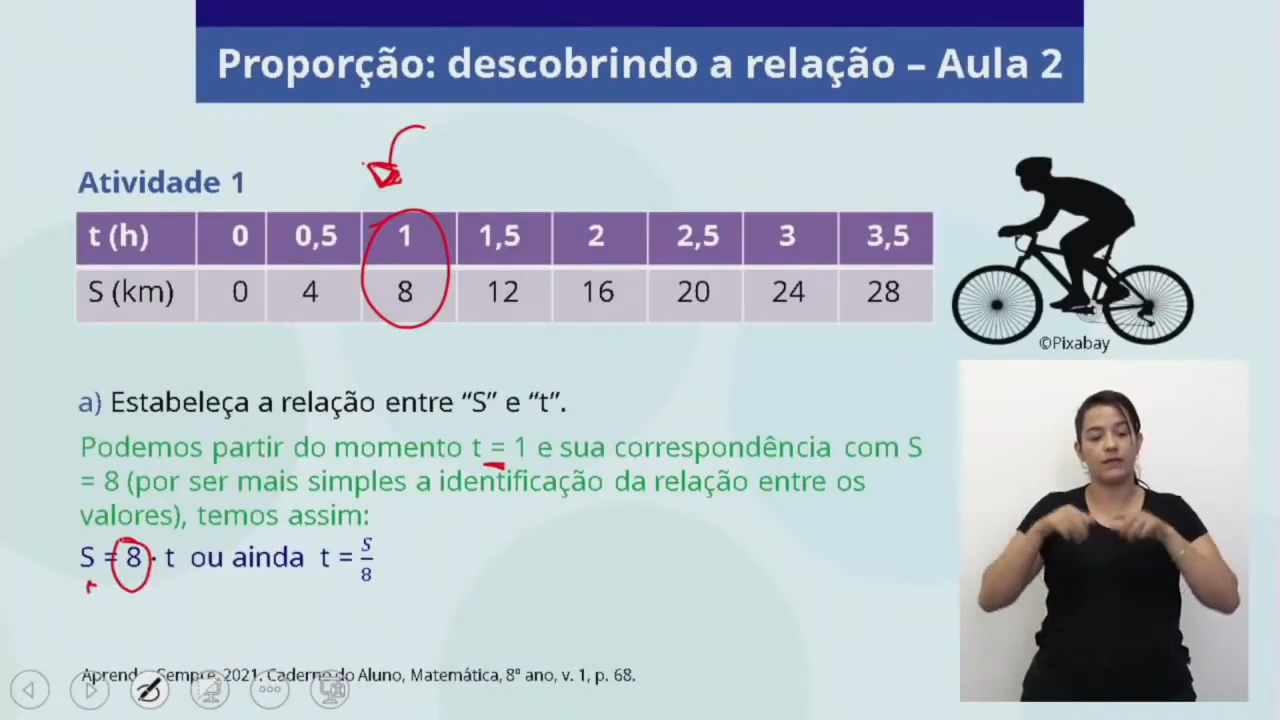 Proporção: descobrindo a relação – Aula 2
Atividade 1
t (h) 0 0,5 1 1,5 2 2,5 3 3,5
S (km) 0 4 8 12 16 20 24 28
©Pixabay
a) Estabeleça a relação entre “S” e “t”.
Podemos partir do momento t = 1 e sua correspondência com S
= 8 (por ser mais simples a identificação da relação entre os
valores), temos assim:
S = 8 · t ou ainda t = S/8
Aprender Sempre, 2021. Caderno do Aluno, Matemática, 8º ano, v. 1, p. 68.